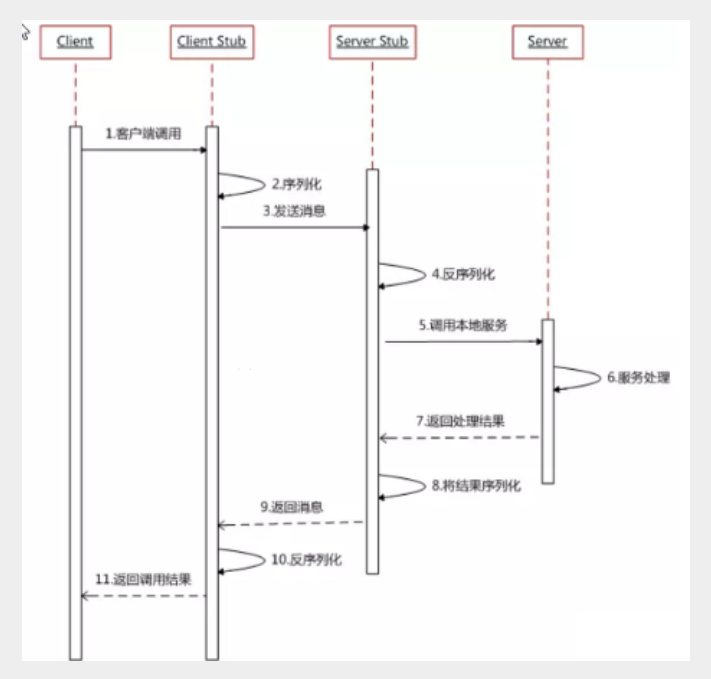 Client
Client Stub
Server Stub
Server
1.客户端调用
2.序列化
3.发送消息
4.反序列化
5.调用本地服务
6.服务处理
7.返回处理结果
8.将结果序列化
9.返回消息
10.反序列化
11.返回调用结果